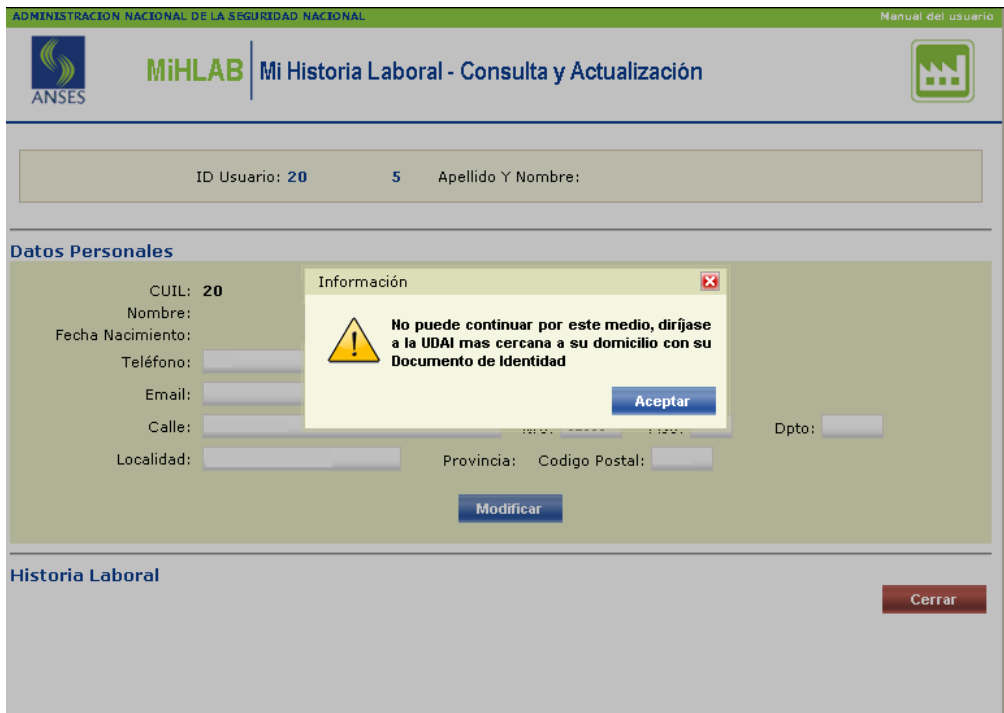 ADMINISTRACION NACIONAL DE LA SEGURIDAD NACIONAL Manual del usuario
ANSES
MiHLAB Mi Historia Laboral - Consulta y Actualización
ID Usuario: 20 5 Apellido Y Nombre:
Datos Personales
Información
CUIL: 20
Nombre:
Fecha Nacimiento:
No puede continuar por este medio, diríjase
a la UDAI mas cercana a su domicilio con su
Documento de Identidad
Aceptar
Teléfono:
Email:
Calle: Dpto:
Localidad: Provincia: Codigo Postal:
Modificar
Historia Laboral
Cerrar